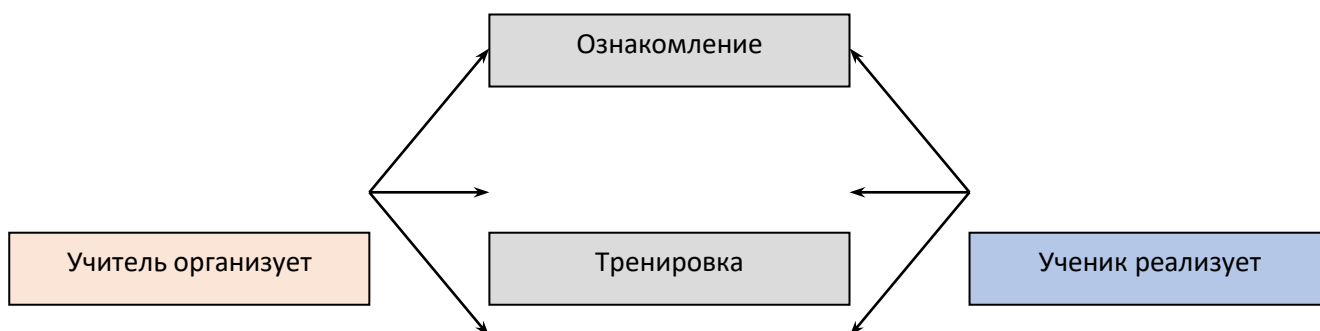 Ознакомление
Учитель организует
Тренировка
Ученик реализует